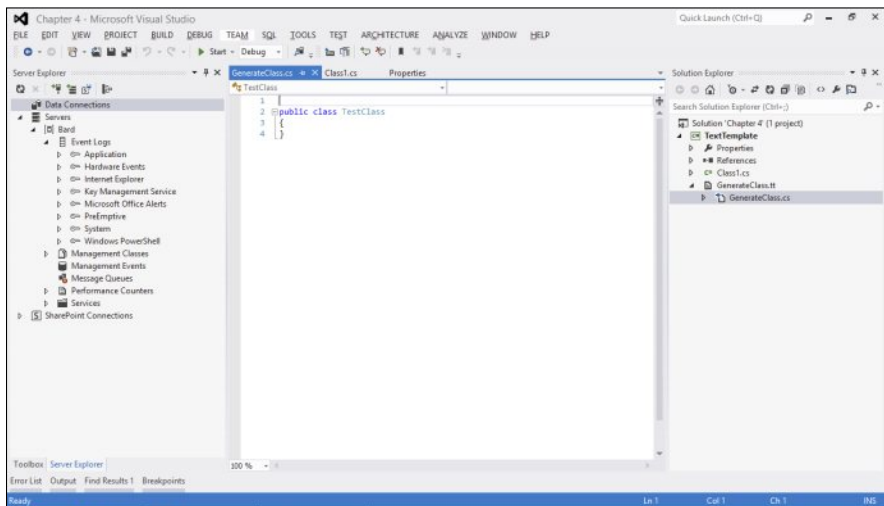 Chapter 4 - Microsoft Visual Studio
Quick Launch (Ctrl+Q)
FILE EDIT VIEW PROJECT BUILD DEBUG TEAM SQL TOOLS TEST ARCHITECTURE ANALYZE WINDOW HELP
Start Debug
Server Explorer
Data Connections
Servers
Bard
Event Logs
Application
Hardware Events
Internet Explorer
Key Management Service
Microsoft Office Alerts
PreEmptive
System
Windows PowerShell
Management Classes
Management Events
Message Queues
Performance Counters
Services
SharePoint Connections
Toolbox Server Explorer
GenerateClass.cs Class1.cs Properties
TestClass
1
2 public class TestClass
3 {
4 }
100 %
Solution Explorer
Search Solution Explorer (Ctrl+;)
Solution 'Chapter 4' (1 project)
TextTemplate
Properties
References
Class1.cs
GenerateClass.tt
GenerateClass.cs
Error List Output Find Results 1 Breakpoints
Ready Ln 1 Col 1 Ch 1 INS